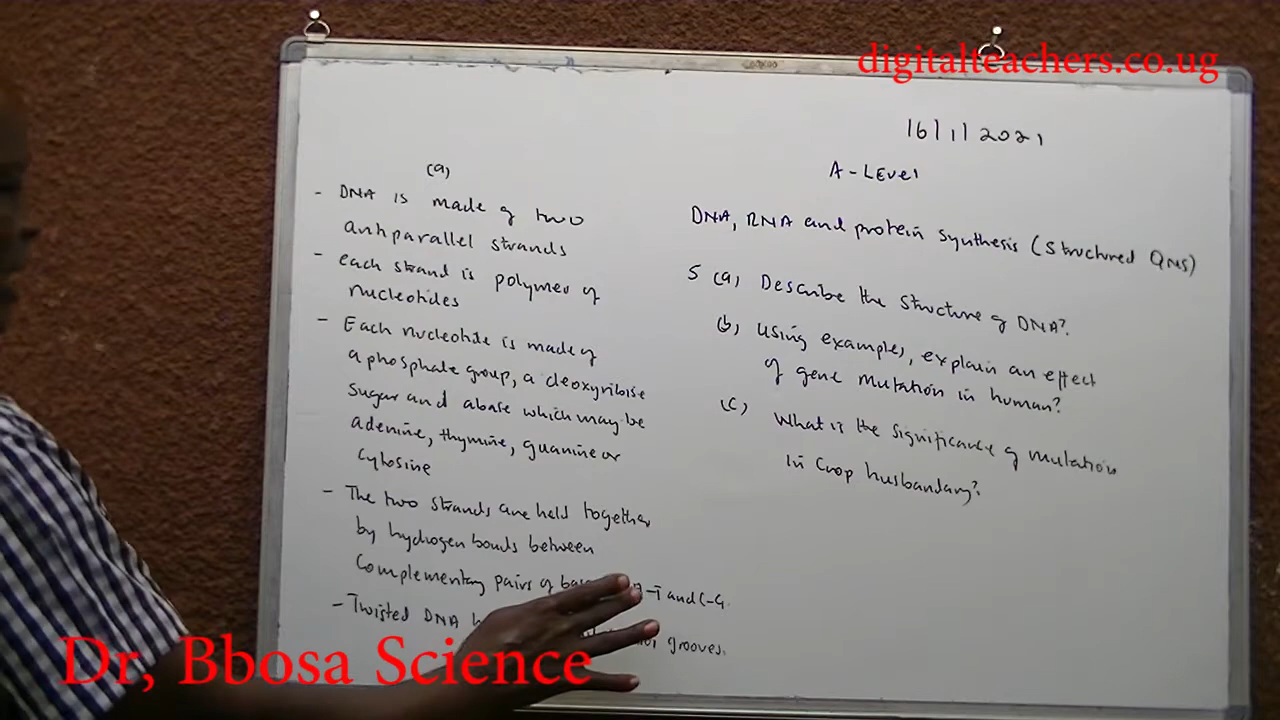 digitalteachers.co.ug
16/1/2021
A-LEvel
DNA, RNA and protein synthesis (Structured QNS)
5 (a) Describe the structure of DNA?
(b) Using examples, explain an effect
of gene mutation in human?
(c) What is the significance of mutation
in Crop husbandary?
(a)
- DNA is made of two
antiparallel strands
- each strand is polymer of
nucleotides
- Each nucleotide is made of
a phosphate group, a deoxyribise
sugar and abase which may be
adenine, thymine, guanine or
cytosine
- The two strands are held together
by hydrogen bonds between
Complementary pairs of A-T and C-G.
- Twisted DNA grooves.
Dr, Bbosa Science